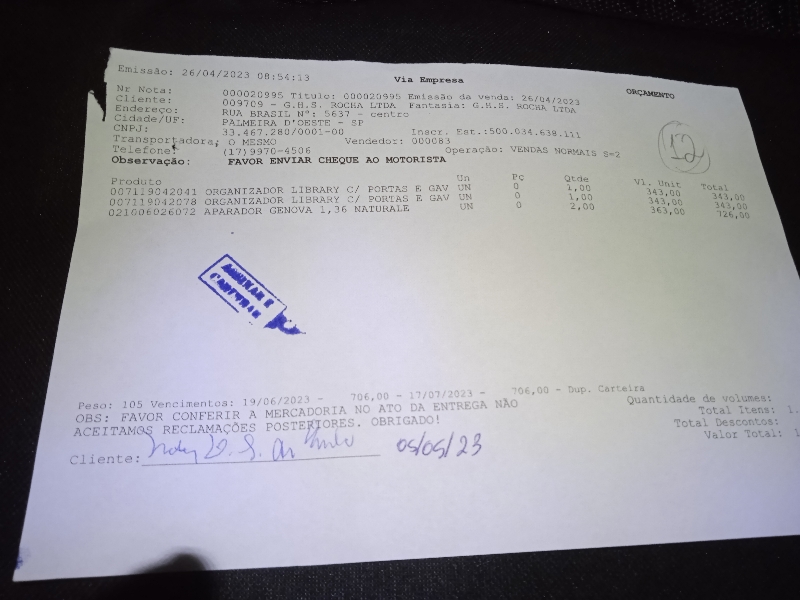 Emissão: 26/04/2023 08:54:13
Via Empresa
ORÇAMENTO
Nr Nota: 000020995 Titulo: 000020995 Emissão da venda: 26/04/2023
Cliente: 009709 - G.H.S. ROCHA LTDA Fantasia: G.H.S. ROCHA LTDA
Endereço: RUA BRASIL Nº: 5637 - centro
Cidade/UF: PALMEIRA D'OESTE - SP
CNPJ: 33.467.280/0001-00 Inscr. Est.:500.034.638.111
Transportadora: O MESMO Vendedor: 000083
Telefone: (17)9970-4506 Operação: VENDAS NORMAIS S-2
12
Observação: FAVOR ENVIAR CHEQUE AO MOTORISTA
Produto Un Pç Qtde Vl. Unit Total
007119042041 ORGANIZADOR LIBRARY C/ PORTAS E GAV UN 0 1,00 343,00 343,00
007119042078 ORGANIZADOR LIBRARY C/ PORTAS E GAV UN 0 1,00 343,00 343,00
021006026072 APARADOR GENOVA 1,36 NATURALE UN 0 2,00 363,00 726,00
ASSINAR E
CARIMBAR
Peso: 105 Vencimentos: 19/06/2023 - 706,00 - 17/07/2023 - 706,00 - Dup. Carteira
OBS: FAVOR CONFERIR A MERCADORIA NO ATO DA ENTREGA NÃO
ACEITAMOS RECLAMAÇÕES POSTERIORES. OBRIGADO!
Quantidade de volumes:
Total Itens: 1.
Total Descontos:
Valor Total: 1
Cliente: 05/05/23